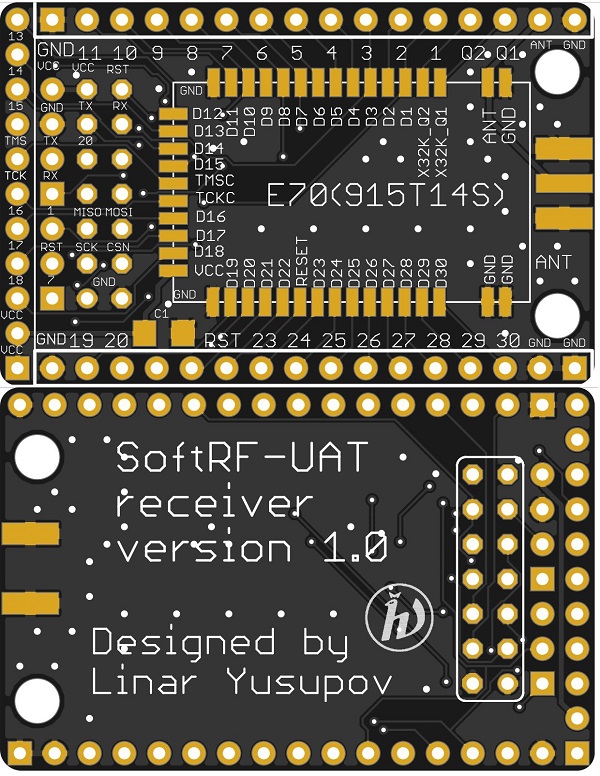 13
ANT GND
GND 11 10 9 8 7 6 5 4 3 2 1 Q2 Q1
14
VCC VCC RST
GND
15
GND TX RX
D12
D11 D10 D9 D8 D7 D6 D5 D4 D3 D2 D1 X32K_Q2 X32K_Q1
ANT GND
D13
TMS
TX 20
D14
D15
TCK
RX
TMSC
TCKC
E70(915T14S)
16
1 MISO MOSI
D16
17
RST SCK CSN
D17
D18
VCC
18
7 GND
GND
D19 D20 D21 D22 RESET D23 D24 D25 D26 D27 D28 D29 D30
GND GND
ANT
VCC
C1
VCC
GND 19 20 RST 23 24 25 26 27 28 29 30 GND GND
SoftRF-UAT
receiver
version 1.0
Designed by
Linar Yusupov